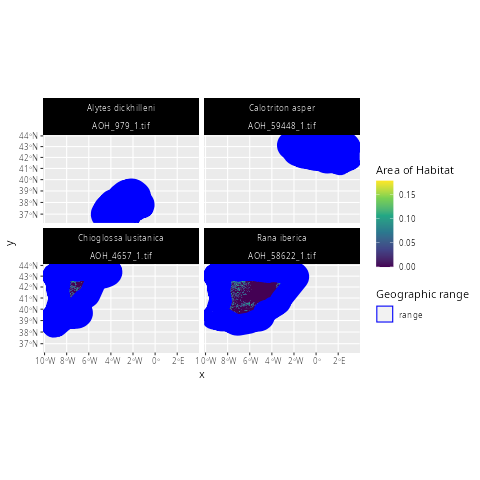 Alytes dickhilleni
AOH_979_1.tif
Calotriton asper
AOH_59448_1.tif
44°N
43°N
42°N
41°N
40°N
39°N
38°N
37°N
y
Chioglossa lusitanica
AOH_4657_1.tif
Rana iberica
AOH_58622_1.tif
44°N
43°N
42°N
41°N
40°N
39°N
38°N
37°N
10°W 8°W 6°W 4°W 2°W 0° 2°E
10°W 8°W 6°W 4°W 2°W 0° 2°E
x
Area of Habitat
0.15
0.10
0.05
0.00
Geographic range
range